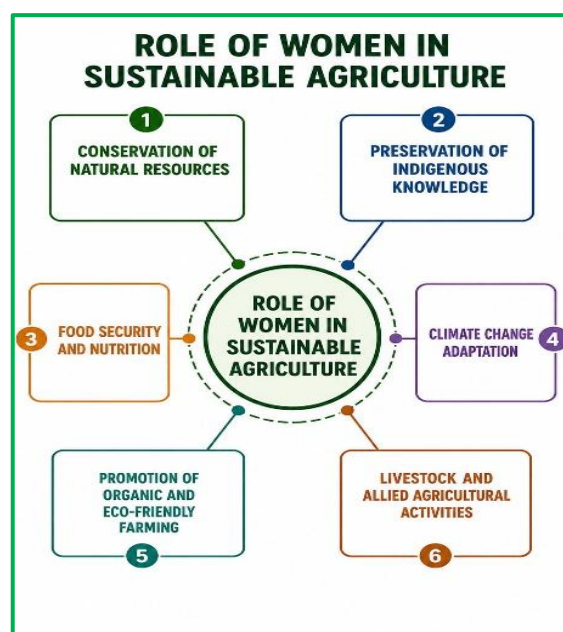 ROLE OF WOMEN IN
SUSTAINABLE AGRICULTURE
1
CONSERVATION OF
NATURAL RESOURCES
2
PRESERVATION OF
INDIGENOUS
KNOWLEDGE
3
FOOD SECURITY
AND NUTRITION
ROLE OF
WOMEN IN
SUSTAINABLE
AGRICULTURE
CLIMATE CHANGE
ADAPTATION
4
PROMOTION OF
ORGANIC AND
ECO-FRIENDLY
FARMING
5
LIVESTOCK AND
ALLIED AGRICULTURAL
ACTIVITIES
6